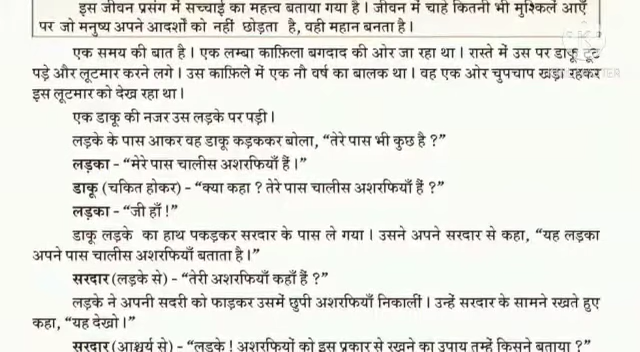 इस जीवन प्रसंग में सच्चाई का महत्त्व बताया गया है। जीवन में चाहे कितनी भी मुश्किलें आएँ
पर जो मनुष्य अपने आदर्शों को नहीं छोड़ता है, वही महान बनता है।
एक समय की बात है। एक लम्बा काफ़िला बगदाद की ओर जा रहा था। रास्ते में उस पर डाकू टूट
पड़े और लूटमार करने लगे। उस काफ़िले में एक नौ वर्ष का बालक था। वह एक ओर चुपचाप खड़ा रहकर
इस लूटमार को देख रहा था।
एक डाकू की नजर उस लड़के पर पड़ी।
लड़के के पास आकर वह डाकू कड़ककर बोला, “तेरे पास भी कुछ है ?”
लड़का - “मेरे पास चालीस अशरफियाँ हैं।”
डाकू (चकित होकर) - “क्या कहा ? तेरे पास चालीस अशरफियाँ हैं ?”
लड़का - “जी हाँ !”
डाकू लड़के का हाथ पकड़कर सरदार के पास ले गया। उसने अपने सरदार से कहा, “यह लड़का
अपने पास चालीस अशरफियाँ बताता है।”
सरदार (लड़के से) - “तेरी अशरफियाँ कहाँ हैं ?”
लड़के ने अपनी सदरी को फाड़कर उसमें छुपी अशरफियाँ निकालीं। उन्हें सरदार के सामने रखते हुए
कहा, “यह देखो।”
सरदार (आश्चर्य से) - “लड़के ! अशरफियों को इस प्रकार से रखने का उपाय तुम्हें किसने बताया ?”